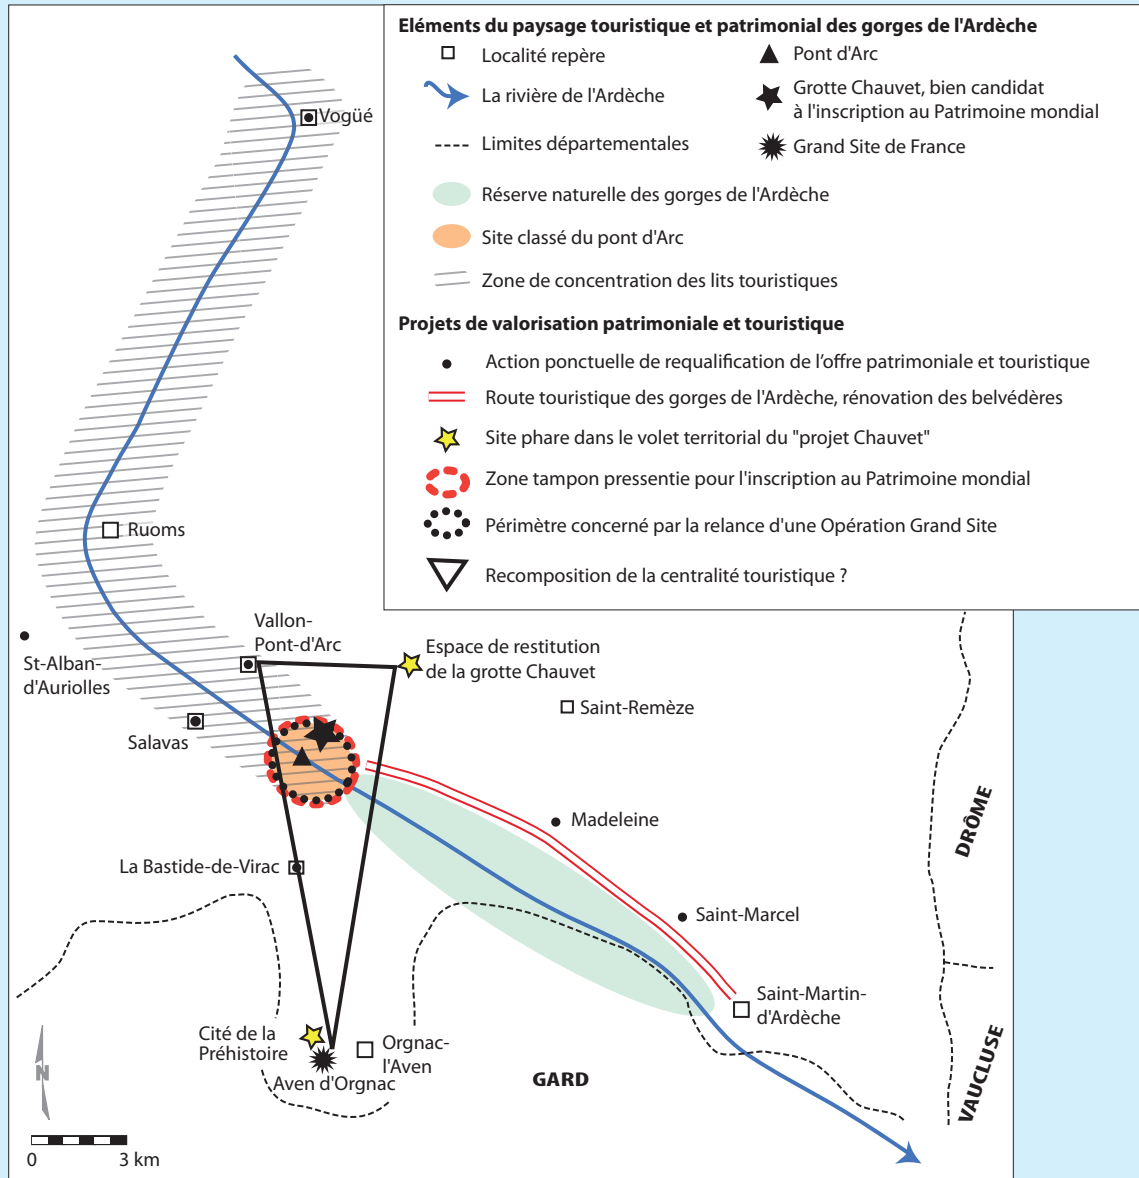 Eléments du paysage touristique et patrimonial des gorges de l'Ardèche
Localité repère
La rivière de l'Ardèche
Limites départementales
Pont d'Arc
Grotte Chauvet, bien candidat
à l'inscription au Patrimoine mondial
Grand Site de France
Réserve naturelle des gorges de l'Ardèche
Site classé du pont d'Arc
Zone de concentration des lits touristiques
Projets de valorisation patrimoniale et touristique
Action ponctuelle de requalification de l'offre patrimoniale et touristique
Route touristique des gorges de l'Ardèche, rénovation des belvédères
Site phare dans le volet territorial du "projet Chauvet"
Zone tampon pressentie pour l'inscription au Patrimoine mondial
Périmètre concerné par la relance d'une Opération Grand Site
Recomposition de la centralité touristique ?
Vogüé
Ruoms
Vallon-
Pont-d'Arc
St-Alban-
d'Auriolles
Salavas
Espace de restitution
de la grotte Chauvet
Saint-Remèze
Madeleine
La Bastide-de-Virac
Saint-Marcel
Saint-Martin-
d'Ardèche
Cité de la
Préhistoire
Orgnac-
l'Aven
Aven d'Orgnac
GARD
DRÔME
VAUCLUSE
N
0 3 km